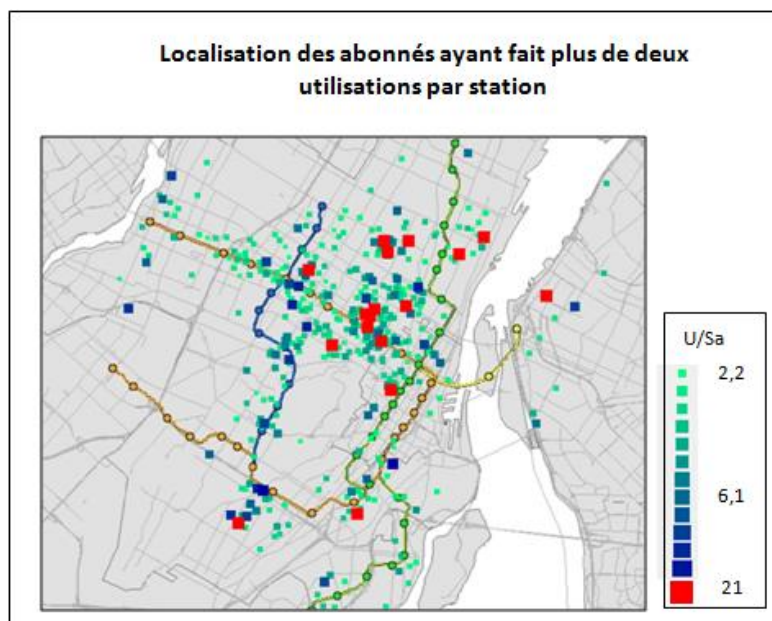 Localisation des abonnés ayant fait plus de deux
utilisations par station
U/Sa
2,2
6,1
21